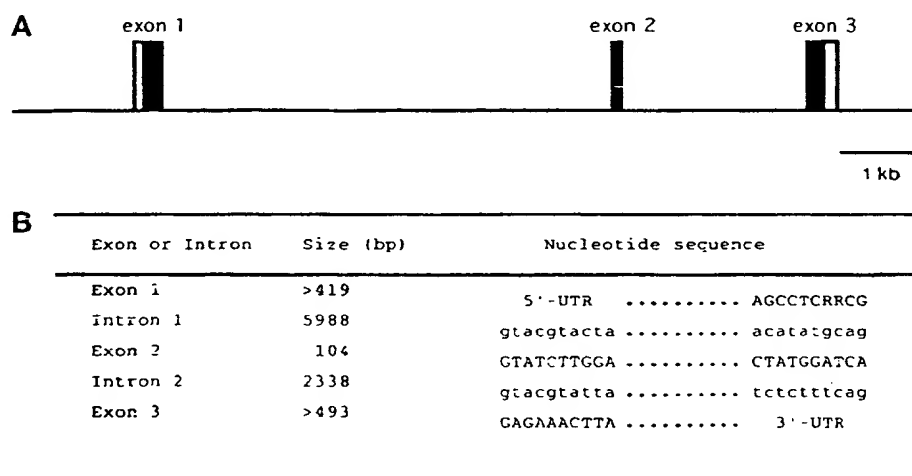 A
exon 1 exon 2 exon 3
1 kb
B
Exon or Intron Size (bp) Nucleotide sequence
Exon 1 >419 5'-UTR .......... AGCCTCRRCG
Intron 1 5988 gtacgtacta .......... acatatgcag
Exon 2 104 GTATCTTGGA .......... CTATGGATCA
Intron 2 2338 gtacgtatta .......... tctctttcag
Exon 3 >493 GAGAAACTTA .......... 3'-UTR